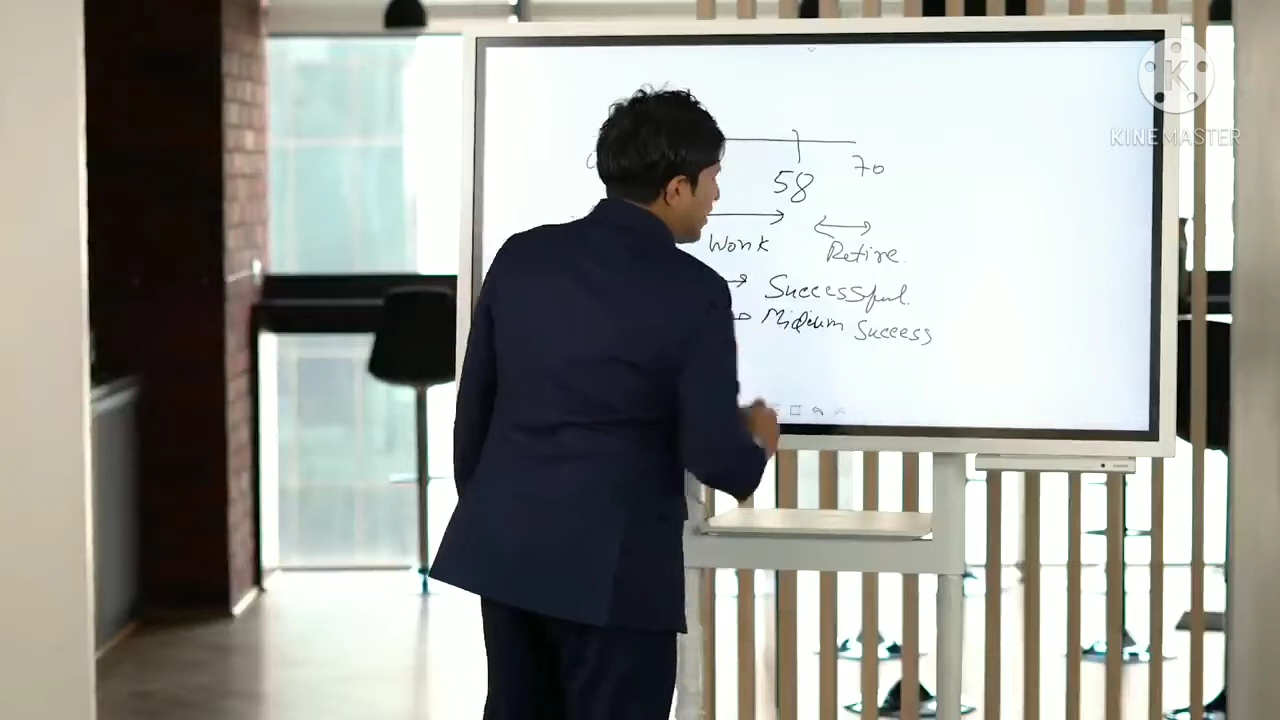 K
KINEMASTER
70
58
Work
Retire.
Successful.
Midium Success